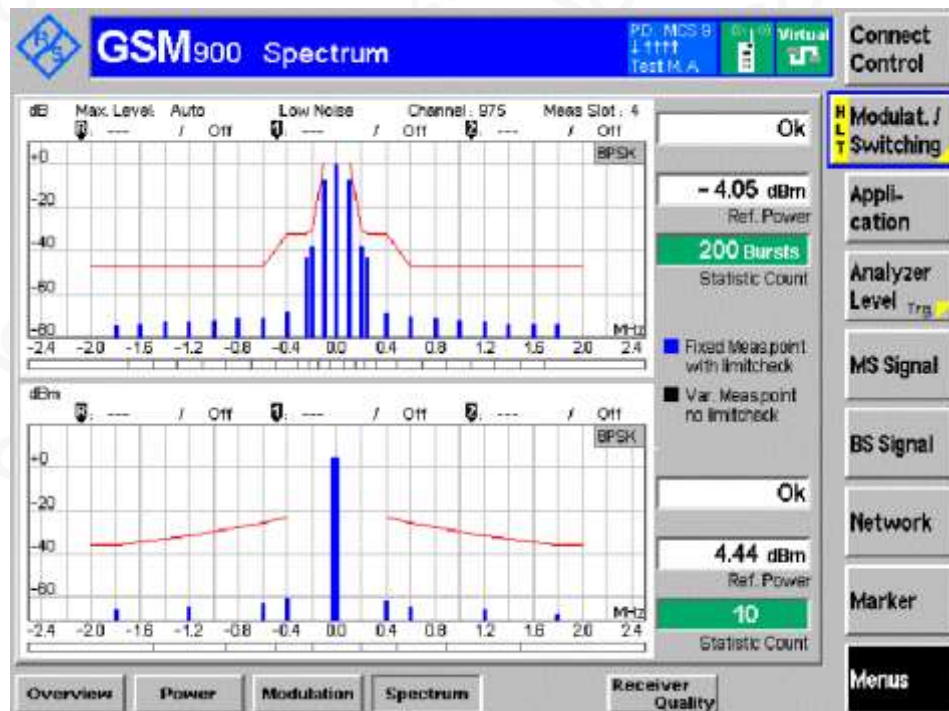 R&S
GSM900 Spectrum
PD: MCS 9
Test M. A
Virtual
Connect
Control
dB Max. Level: Auto Low Noise Channel: 975 Meas Slot: 4
R: --- / Off 1: --- / Off 2: --- / Off
BPSK
+0
-20
-40
-60
-80
MHz
-2.4 -2.0 -1.6 -1.2 -0.8 -0.4 0.0 0.4 0.8 1.2 1.6 2.0 2.4
Ok
- 4.05 dBm
Ref. Power
200 Bursts
Statistic Count
Fixed Meas.point
with limitcheck
Var. Meas.point
no limitcheck
dBm
R: --- / Off 1: --- / Off 2: --- / Off
BPSK
+0
-20
-40
-60
MHz
-2.4 -2.0 -1.6 -1.2 -0.8 -0.4 0.0 0.4 0.8 1.2 1.6 2.0 2.4
Ok
4.44 dBm
Ref. Power
10
Statistic Count
HLT
Modulat. /
Switching
Appli-
cation
Analyzer
Level Trg
MS Signal
BS Signal
Network
Marker
Menus
Overview Power Modulation Spectrum Receiver
Quality